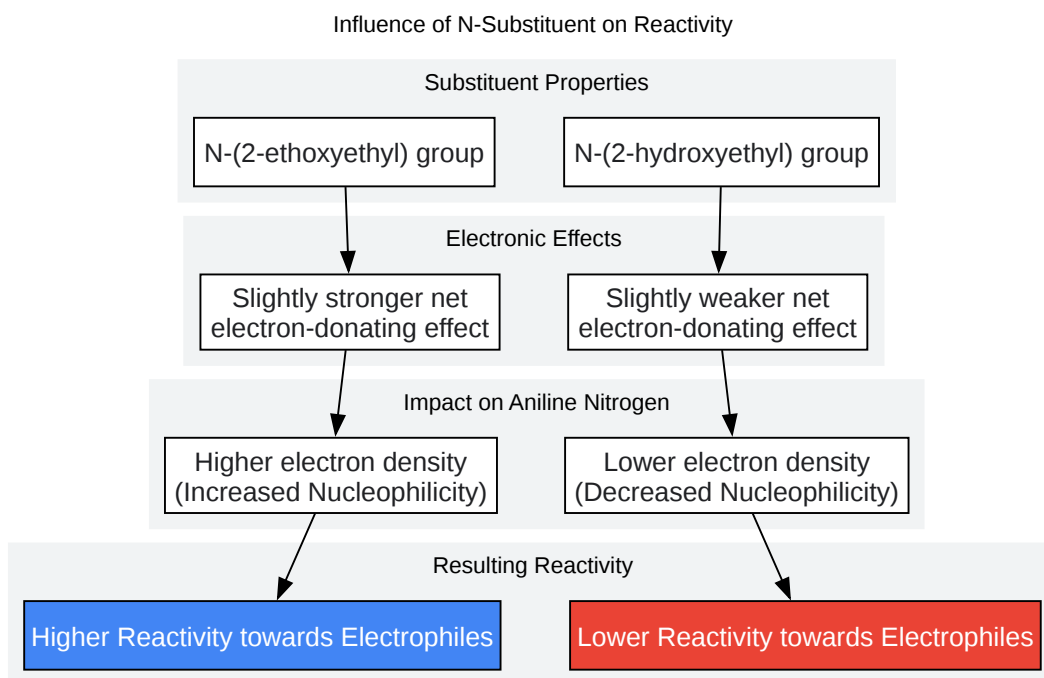 Influence of N-Substituent on Reactivity
Substituent Properties
N-(2-ethoxyethyl) group
N-(2-hydroxyethyl) group
Electronic Effects
Slightly stronger net
electron-donating effect
Slightly weaker net
electron-donating effect
Impact on Aniline Nitrogen
Higher electron density
(Increased Nucleophilicity)
Lower electron density
(Decreased Nucleophilicity)
Resulting Reactivity
Higher Reactivity towards Electrophiles
Lower Reactivity towards Electrophiles